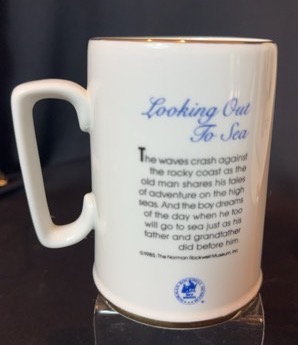 Looking Out
To Sea
The waves crash against
the rocky coast as the
old man shares his tales
of adventure on the high
seas. And the boy dreams
of the day when he too
will go to sea just as his
father and grandfather
did before him.
©1985, The Norman Rockwell Museum, Inc.